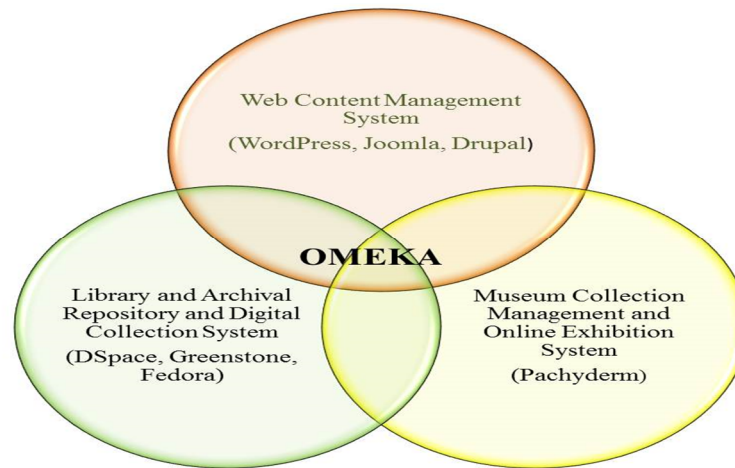 Web Content Management
System
(WordPress, Joomla, Drupal)
OMEKA
Library and Archival
Repository and Digital
Collection System
(DSpace, Greenstone,
Fedora)
Museum Collection
Management and
Online Exhibition
System
(Pachyderm)